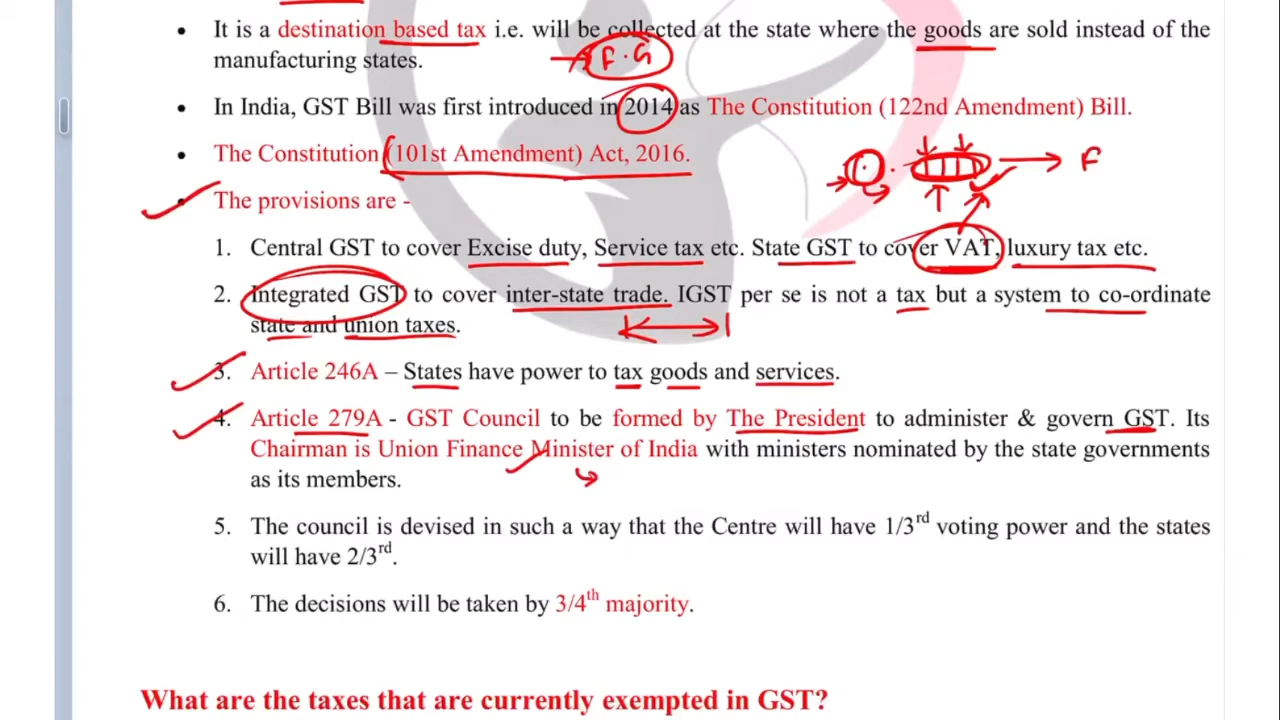 • It is a destination based tax i.e. will be collected at the state where the goods are sold instead of the
manufacturing states.
F.G
• In India, GST Bill was first introduced in 2014 as The Constitution (122nd Amendment) Bill.
• The Constitution (101st Amendment) Act, 2016.
F
• The provisions are -
1. Central GST to cover Excise duty, Service tax etc. State GST to cover VAT, luxury tax etc.
2. Integrated GST to cover inter-state trade. IGST per se is not a tax but a system to co-ordinate
state and union taxes.
3. Article 246A – States have power to tax goods and services.
4. Article 279A - GST Council to be formed by The President to administer & govern GST. Its
Chairman is Union Finance Minister of India with ministers nominated by the state governments
as its members.
5. The council is devised in such a way that the Centre will have 1/3rd voting power and the states
will have 2/3rd.
6. The decisions will be taken by 3/4th majority.
What are the taxes that are currently exempted in GST?